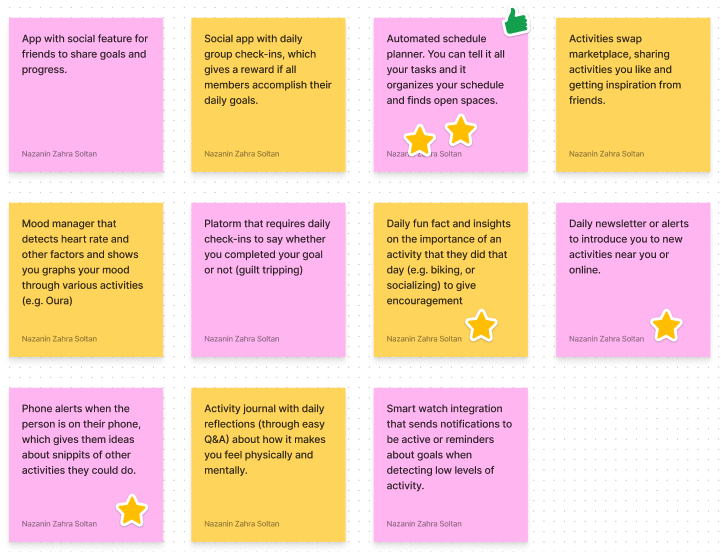 App with social feature for
friends to share goals and
progress.
Nazanin Zahra Soltan
Social app with daily
group check-ins, which
gives a reward if all
members accomplish their
daily goals.
Nazanin Zahra Soltan
Automated schedule
planner. You can tell it all
your tasks and it
organizes your schedule
and finds open spaces.
Nazanin Zahra Soltan
Activities swap
marketplace, sharing
activities you like and
getting inspiration from
friends.
Nazanin Zahra Soltan
Mood manager that
detects heart rate and
other factors and shows
you graphs your mood
through various activities
(e.g. Oura)
Nazanin Zahra Soltan
Platorm that requires daily
check-ins to say whether
you completed your goal
or not (guilt tripping)
Nazanin Zahra Soltan
Daily fun fact and insights
on the importance of an
activity that they did that
day (e.g. biking, or
socializing) to give
encouragement
Nazanin Zahra Soltan
Daily newsletter or alerts
to introduce you to new
activities near you or
online.
Nazanin Zahra Soltan
Phone alerts when the
person is on their phone,
which gives them ideas
about snippits of other
activities they could do.
Nazanin Zahra Soltan
Activity journal with daily
reflections (through easy
Q&A) about how it makes
you feel physically and
mentally.
Nazanin Zahra Soltan
Smart watch integration
that sends notifications to
be active or reminders
about goals when
detecting low levels of
activity.
Nazanin Zahra Soltan